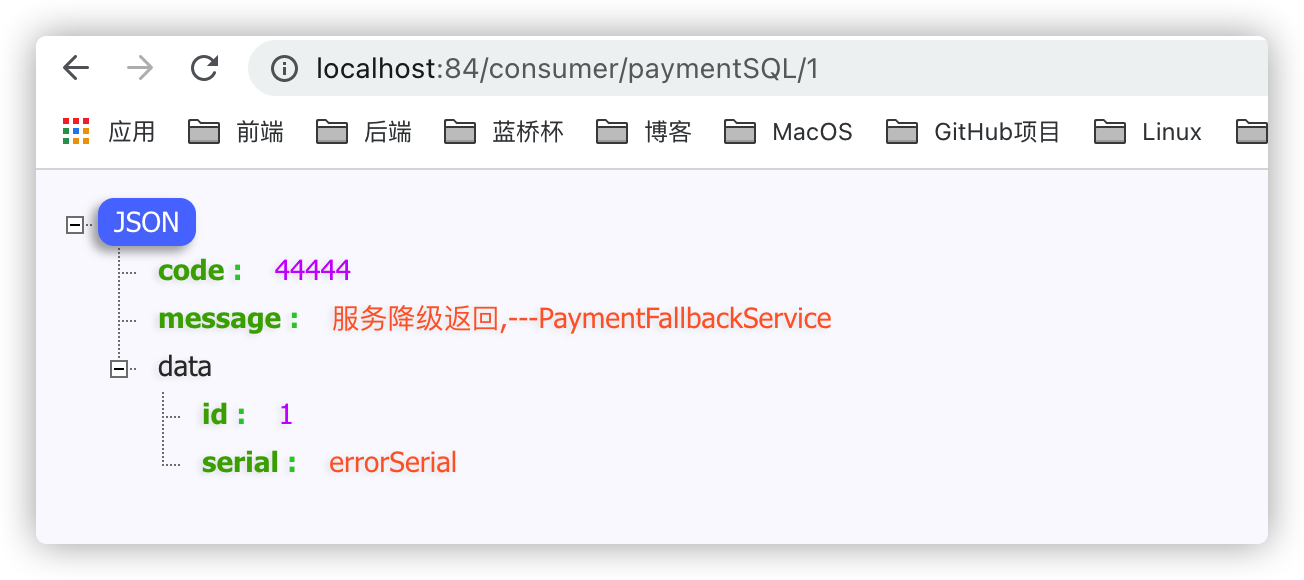 localhost:84/consumer/paymentSQL/1
应用 前端 后端 蓝桥杯 博客 MacOS GitHub项目 Linux
JSON
code : 44444
message : 服务降级返回,---PaymentFallbackService
data
id : 1
serial : errorSerial